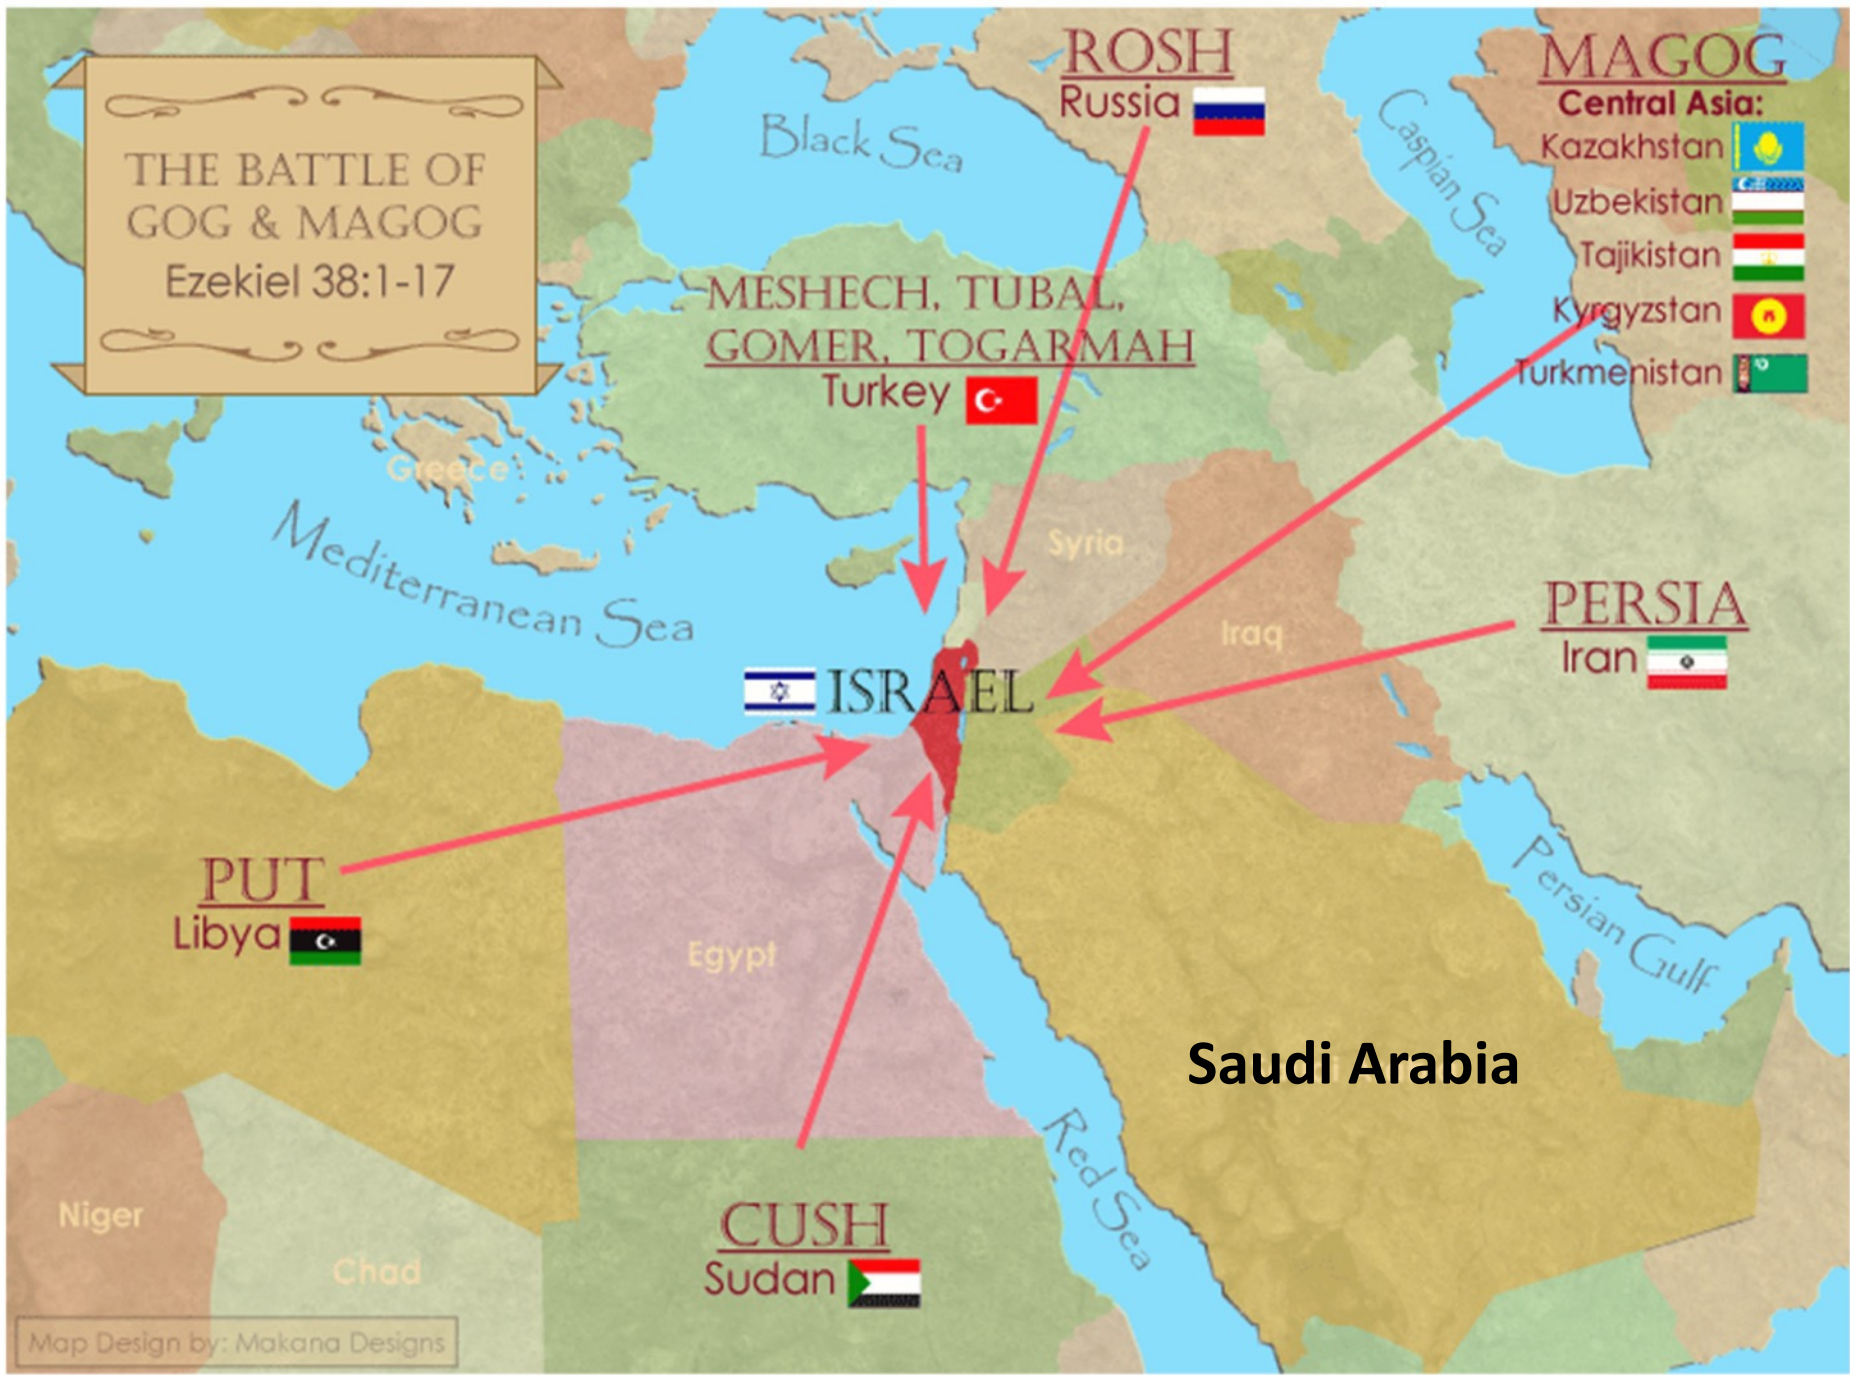 THE BATTLE OF
GOG & MAGOG
Ezekiel 38:1-17
ROSH
Russia
MAGOG
Central Asia:
Kazakhstan
Uzbekistan
Tajikistan
Kyrgyzstan
Turkmenistan
Black Sea
Caspian Sea
MESHECH, TUBAL,
GOMER, TOGARMAH
Turkey
Greece
Mediterranean Sea
Syria
Iraq
PERSIA
Iran
ISRAEL
PUT
Libya
Egypt
Persian Gulf
Saudi Arabia
Red Sea
CUSH
Sudan
Niger
Chad
Map Design by: Makana Designs